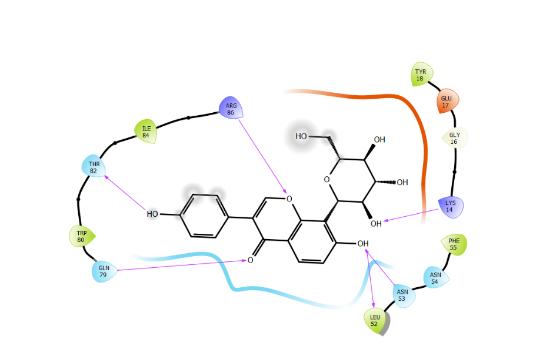 TYR
18
GLU
17
ARG
86
ILE
84
HO
OH
GLY
16
THR
82
O
OH
HO
O
LYS
14
OH
TRP
80
OH
PHE
55
O
GLN
79
ASN
54
ASN
53
LEU
52